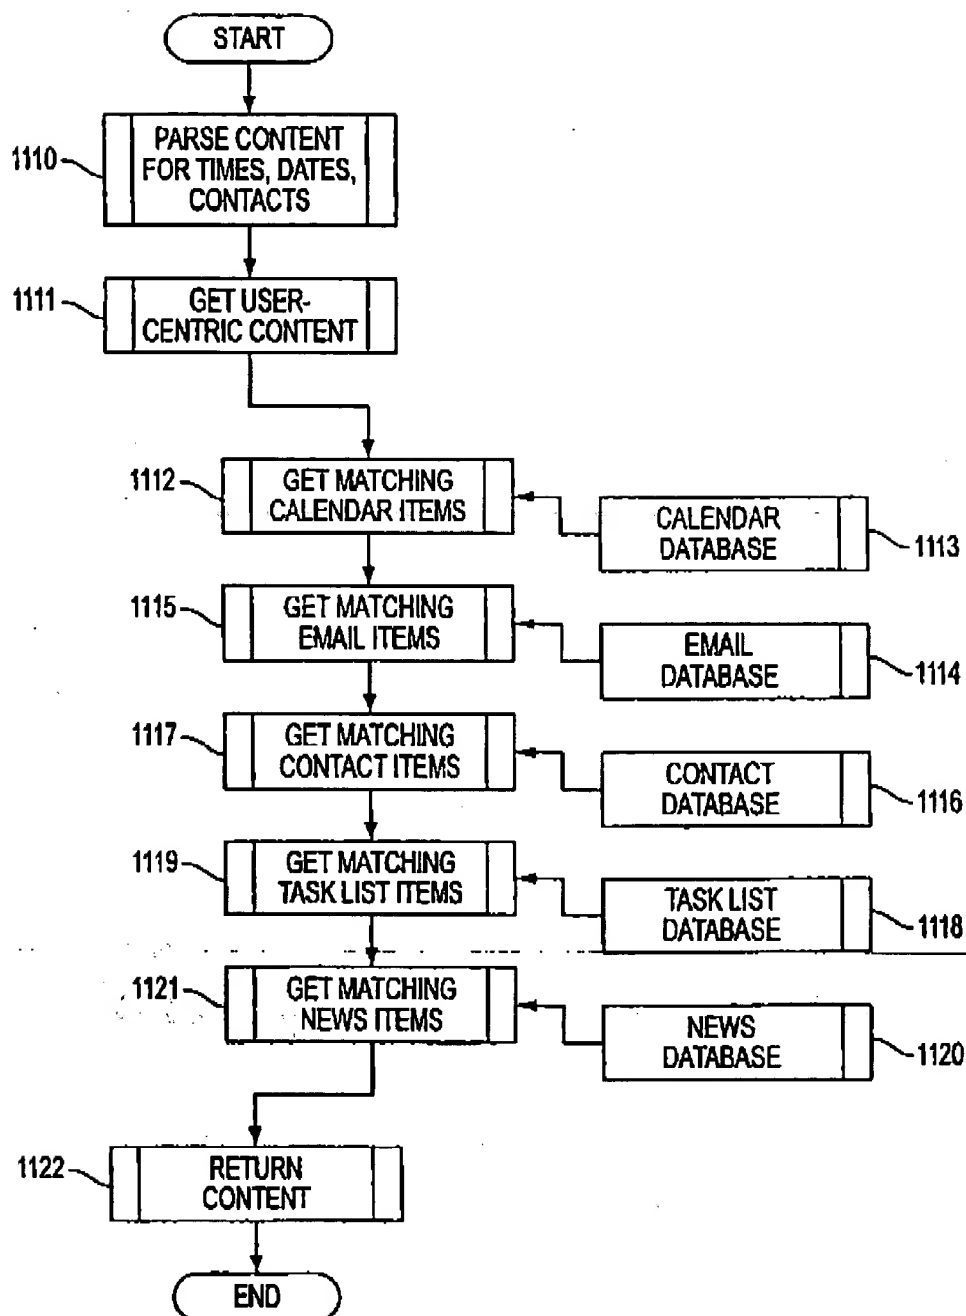 START
1110
PARSE CONTENT
FOR TIMES, DATES,
CONTACTS
1111
GET USER-
CENTRIC CONTENT
1112
GET MATCHING
CALENDAR ITEMS
CALENDAR
DATABASE
1113
1115
GET MATCHING
EMAIL ITEMS
EMAIL
DATABASE
1114
1117
GET MATCHING
CONTACT ITEMS
CONTACT
DATABASE
1116
1119
GET MATCHING
TASK LIST ITEMS
TASK LIST
DATABASE
1118
1121
GET MATCHING
NEWS ITEMS
NEWS
DATABASE
1120
1122
RETURN
CONTENT
END